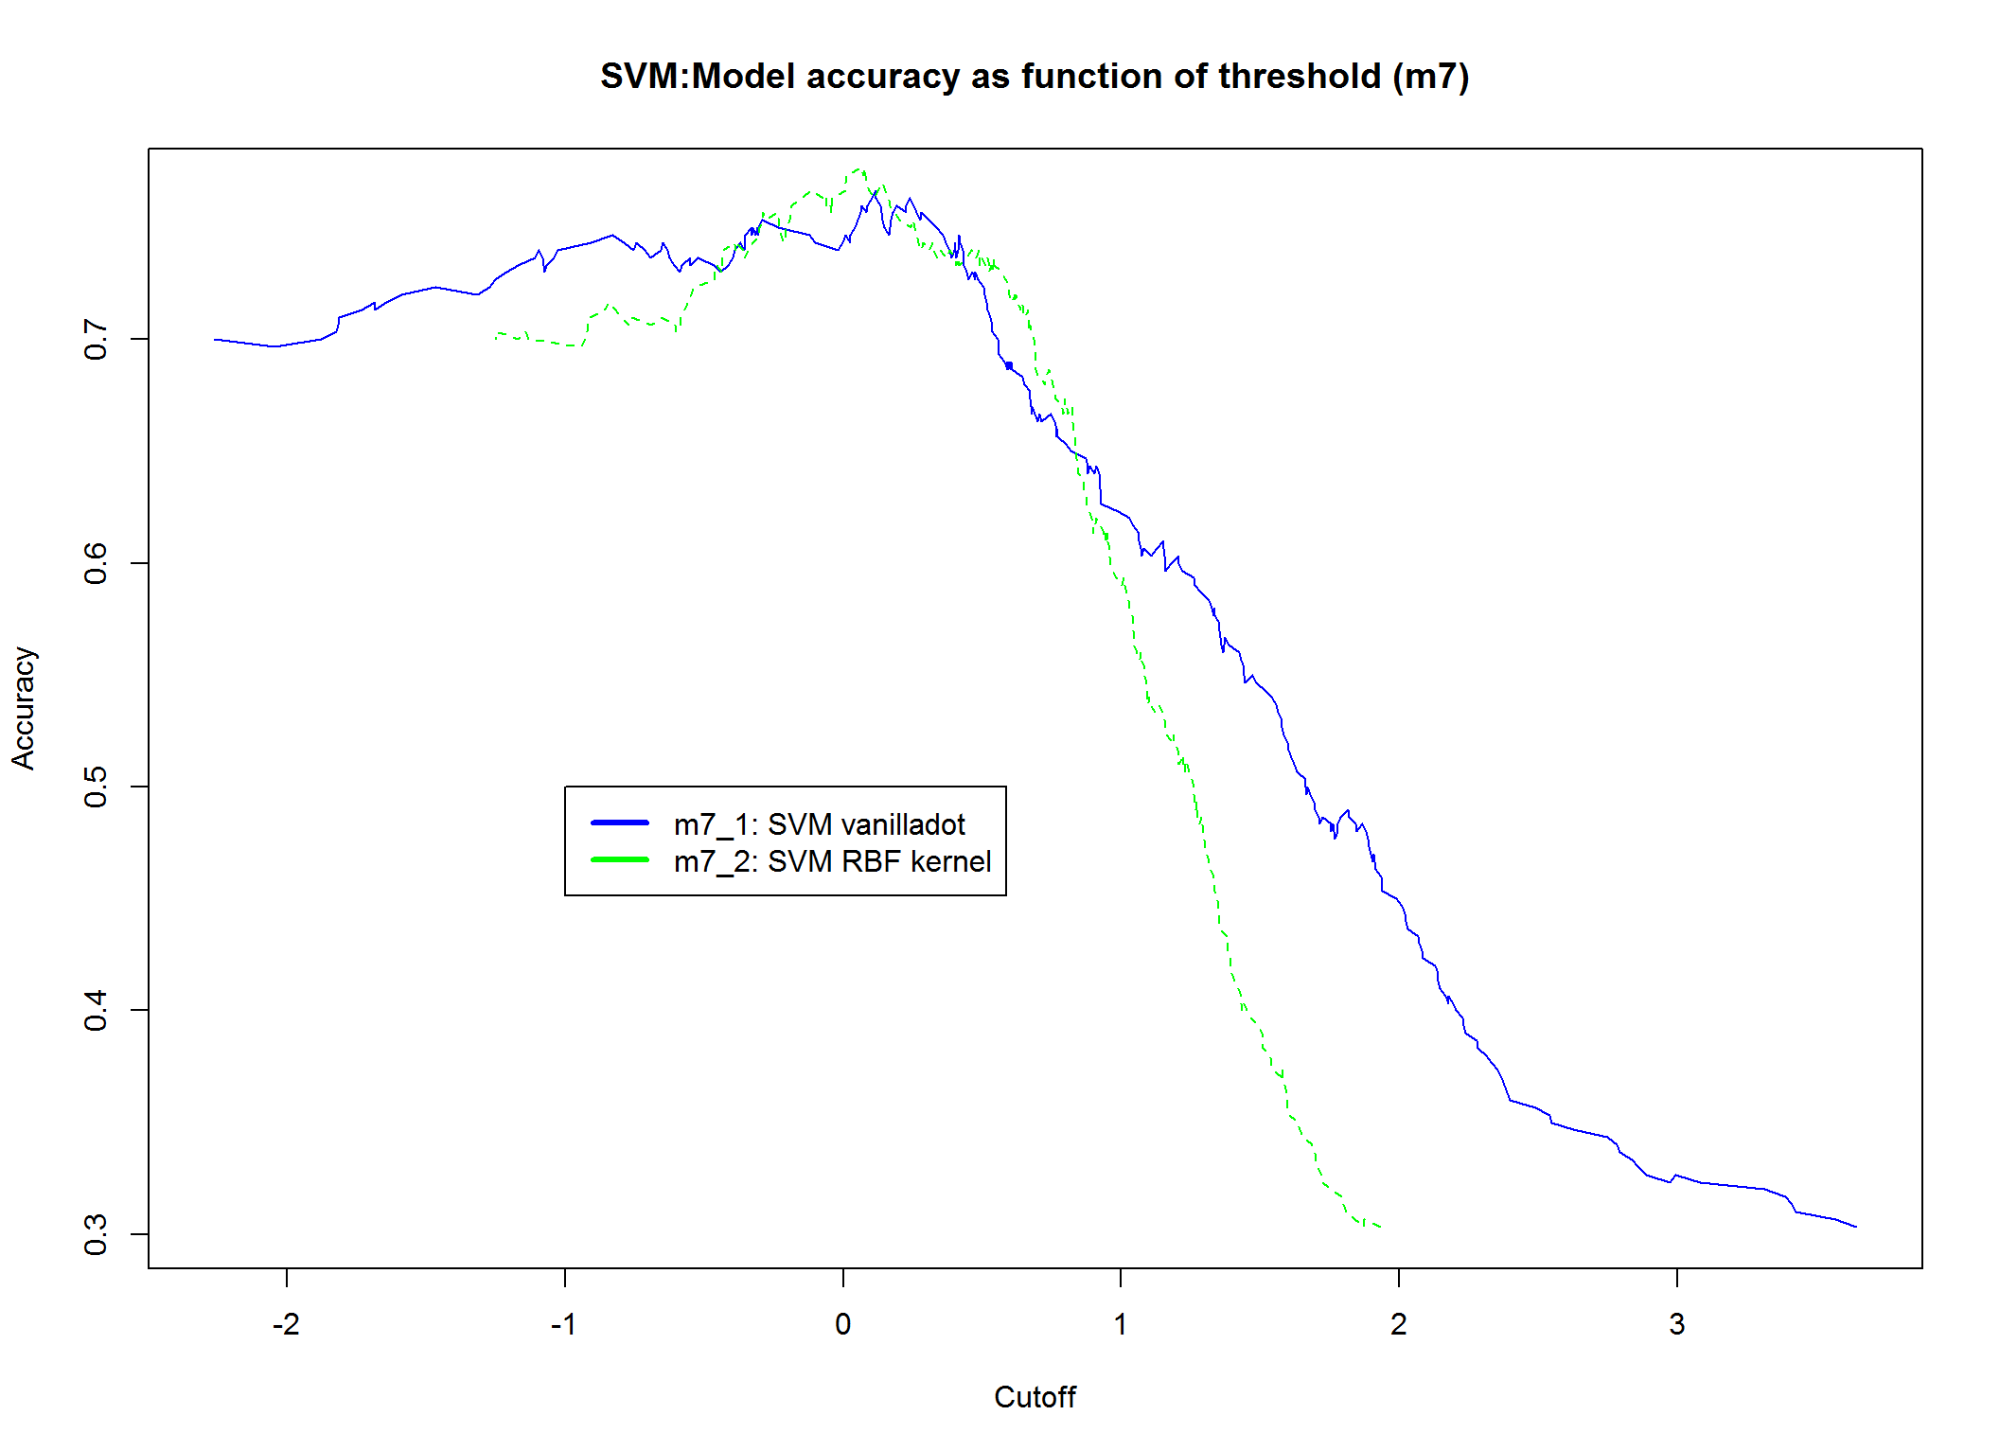 SVM:Model accuracy as function of threshold (m7)
Accuracy
0.7
0.6
0.5
0.4
0.3
m7_1: SVM vanilladot
m7_2: SVM RBF kernel
-2 -1 0 1 2 3
Cutoff